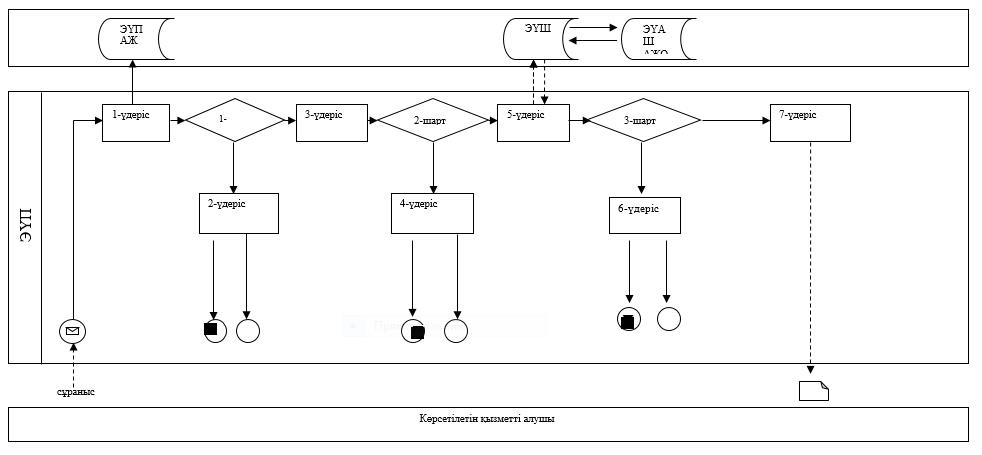 ЭҮП
АЖ
ЭҮШ
ЭҮА
Ш
АЖО
1-үдеріс
1-
3-үдеріс
2-шарт
5-үдеріс
3-шарт
7-үдеріс
2-үдеріс
4-үдеріс
6-үдеріс
ЭҮП
сұраныс
Көрсетілетін қызметті алушы